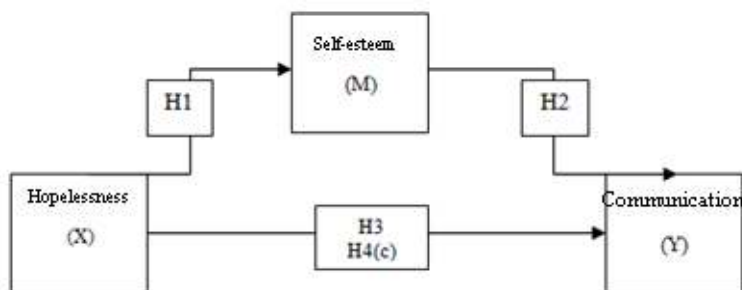 Self-esteem
(M)
H1
H2
Hopelessness
(X)
H3
H4(c)
Communication
(Y)